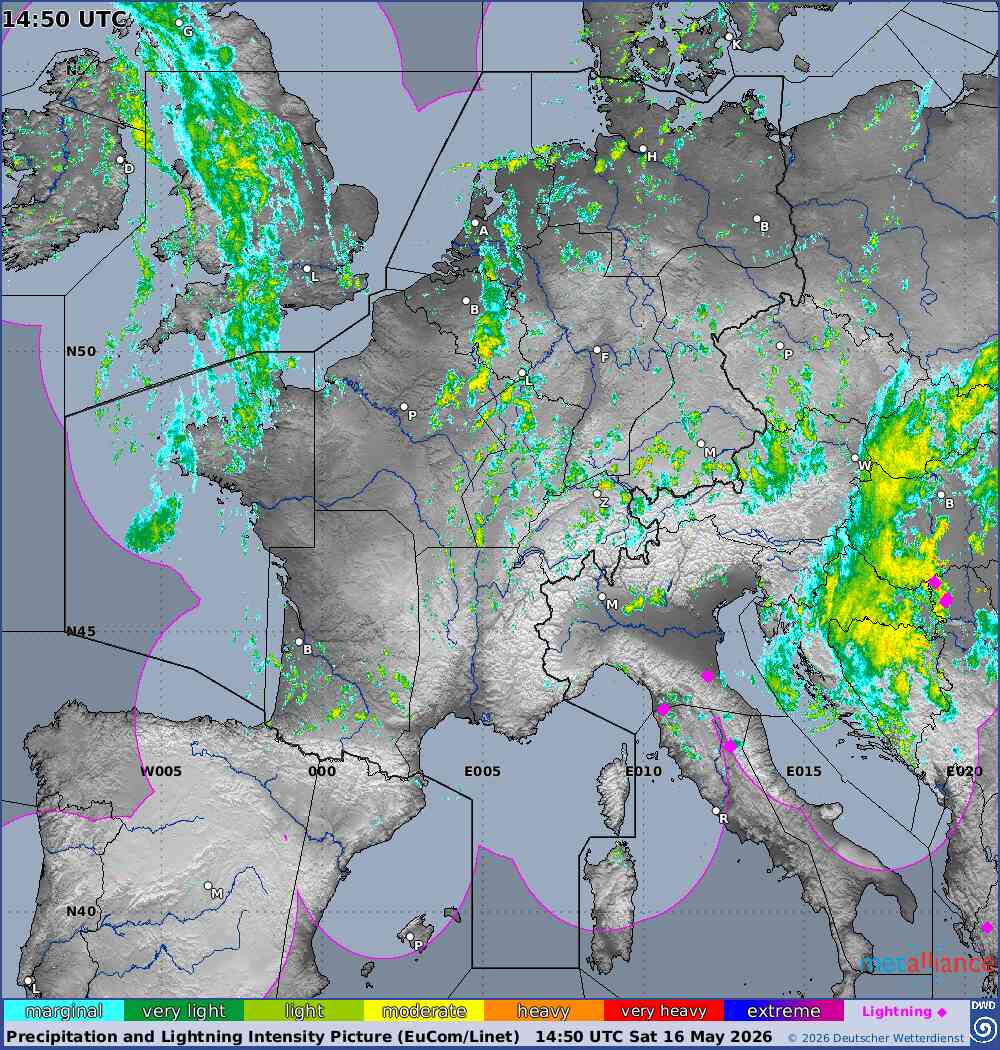 14:50 UTC
G
K
N55
D
H
A
B
L
B
N50
F
P
L
P
M
W
Z
B
M
N45
B
W005
000
E005
E010
E015
E020
R
M
N40
P
L
metalliance
marginal
very light
light
moderate
heavy
very heavy
extreme
Lightning
DWD
Precipitation and Lightning Intensity Picture (EuCom/Linet) 14:50 UTC Sat 16 May 2026 © 2026 Deutscher Wetterdienst